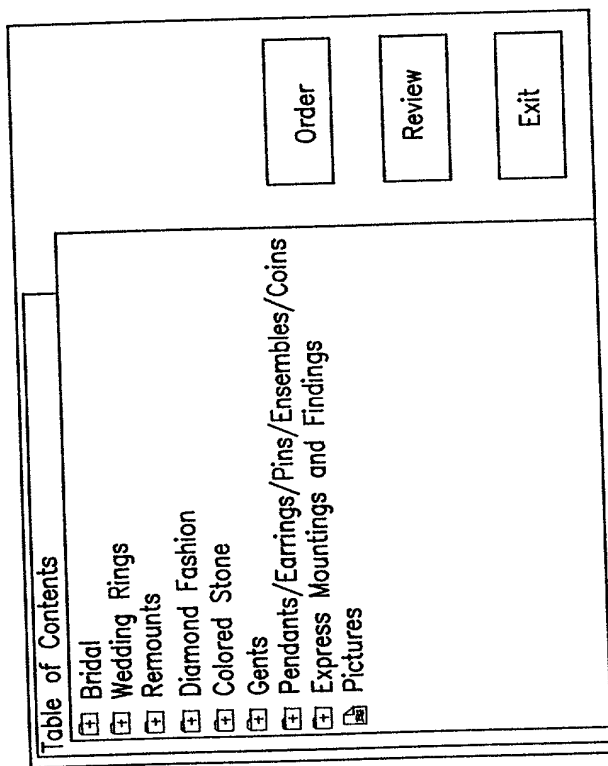 Table of Contents
Bridal
Wedding Rings
Remounts
Diamond Fashion
Colored Stone
Gents
Pendants/Earrings/Pins/Ensembles/Coins
Express Mountings and Findings
Pictures
Order
Review
Exit